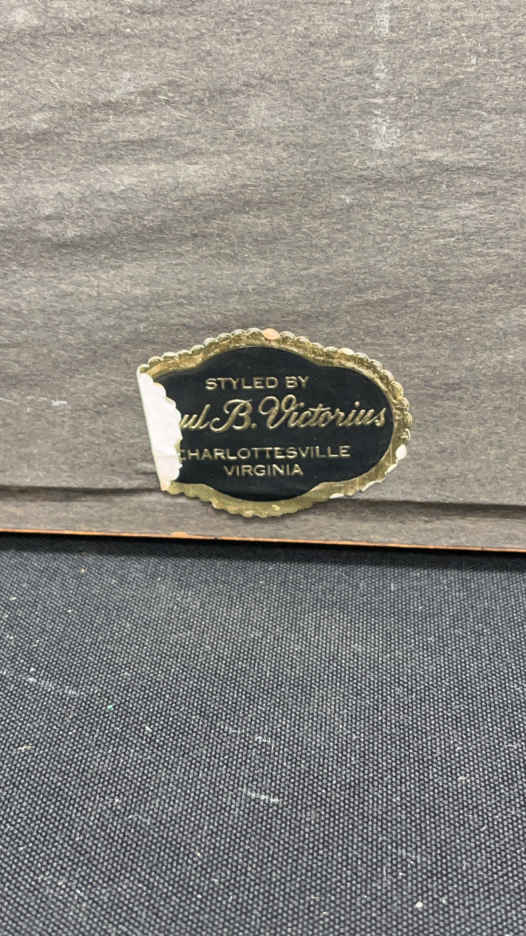 STYLED BY
ul B. Victorius
CHARLOTTESVILLE
VIRGINIA